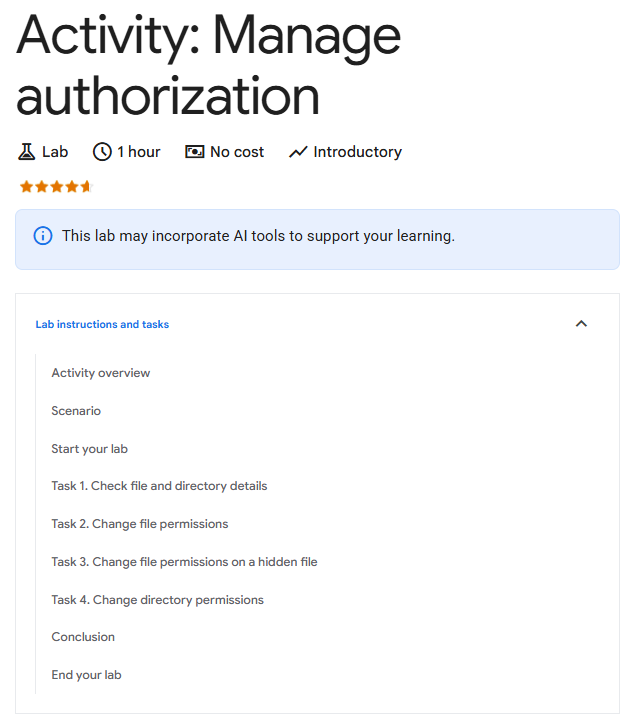 Activity: Manage
authorization
Lab 1 hour No cost Introductory
This lab may incorporate AI tools to support your learning.
Lab instructions and tasks
Activity overview
Scenario
Start your lab
Task 1. Check file and directory details
Task 2. Change file permissions
Task 3. Change file permissions on a hidden file
Task 4. Change directory permissions
Conclusion
End your lab